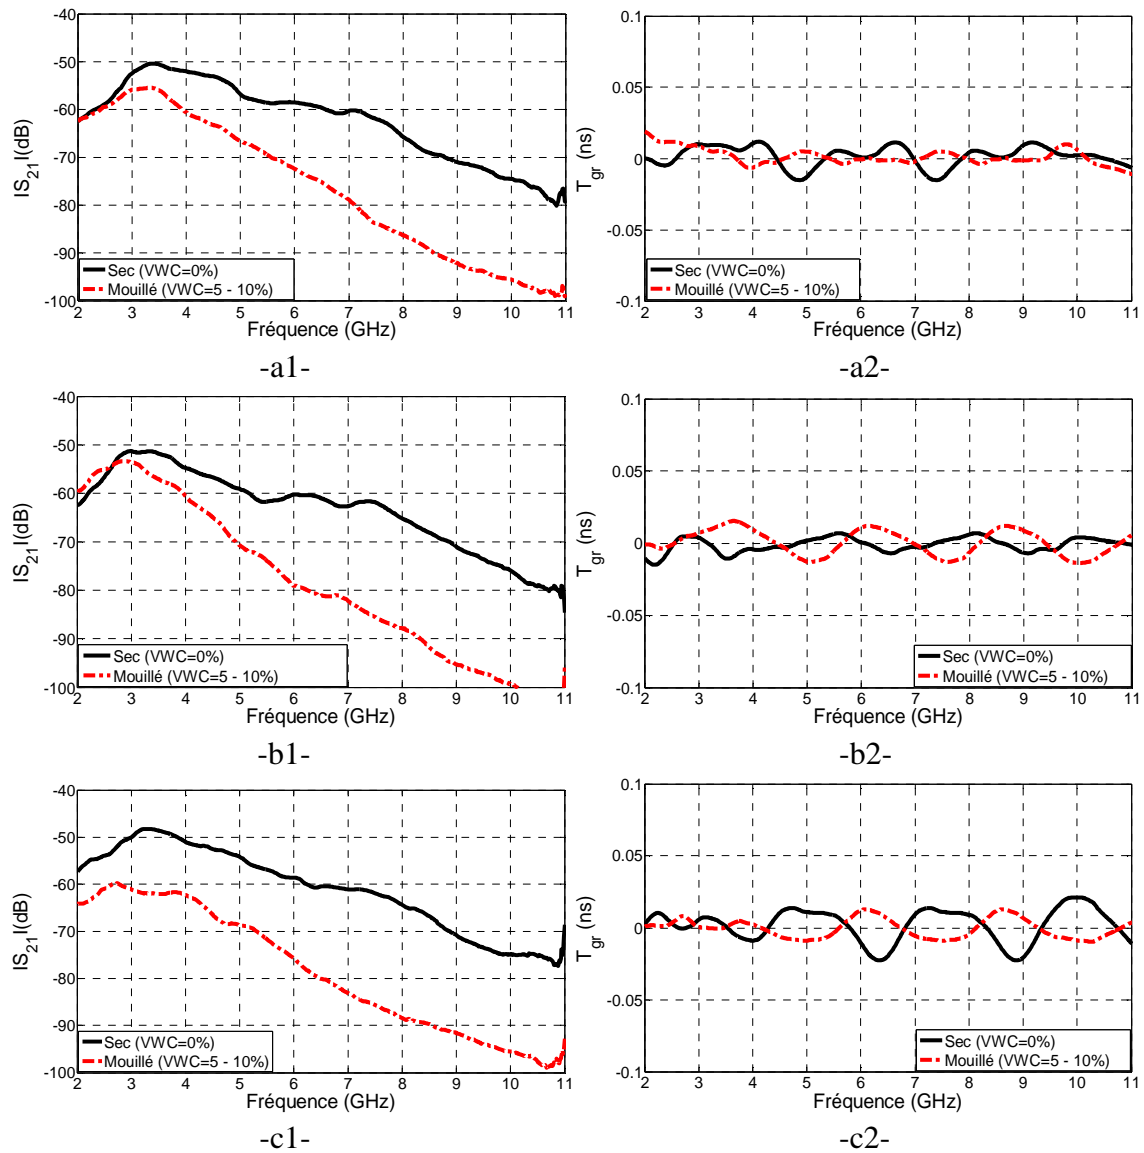 -40
-50
-60
-70
-80
-90
-100
IS21I(dB)
Sec (VWC=0%)
Mouillé (VWC=5 - 10%)
2 3 4 5 6 7 8 9 10 11
Fréquence (GHz)
-a1-
0.1
0.05
0
-0.05
-0.1
Tgr (ns)
Sec (VWC=0%)
Mouillé (VWC=5 - 10%)
2 3 4 5 6 7 8 9 10 11
Fréquence (GHz)
-a2-
-40
-50
-60
-70
-80
-90
-100
IS21I(dB)
Sec (VWC=0%)
Mouillé (VWC=5 - 10%)
2 3 4 5 6 7 8 9 10 11
Fréquence (GHz)
-b1-
0.1
0.05
0
-0.05
-0.1
Tgr (ns)
Sec (VWC=0%)
Mouillé (VWC=5 - 10%)
2 3 4 5 6 7 8 9 10 11
Fréquence (GHz)
-b2-
-40
-50
-60
-70
-80
-90
-100
IS21I(dB)
Sec (VWC=0%)
Mouillé (VWC=5 - 10%)
2 3 4 5 6 7 8 9 10 11
Fréquence (GHz)
-c1-
0.1
0.05
0
-0.05
-0.1
Tgr (ns)
Sec (VWC=0%)
Mouillé (VWC=5 - 10%)
2 3 4 5 6 7 8 9 10 11
Fréquence (GHz)
-c2-